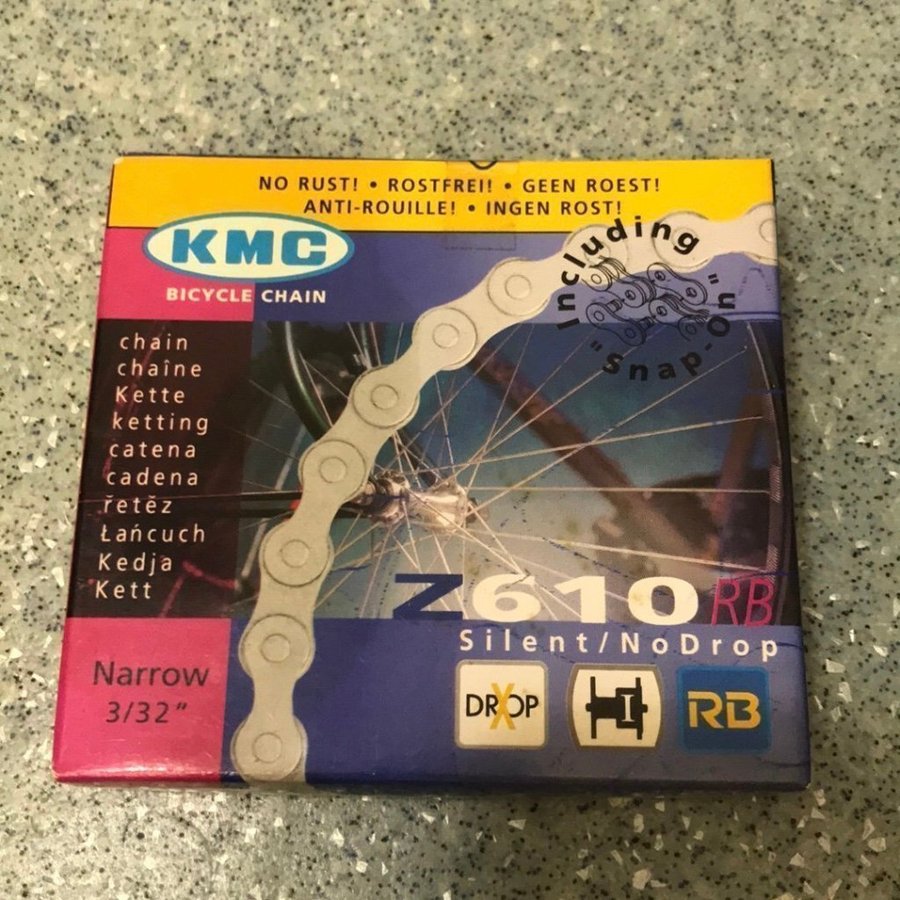 NO RUST! • ROSTFREI! • GEEN ROEST!
ANTI-ROUILLE! • INGEN ROST!
KMC
BICYCLE CHAIN
Including
"Snap-On"
chain
chaîne
Kette
ketting
catena
cadena
řetěz
Łańcuch
Kedja
Kett
Z610RB
Silent/NoDrop
Narrow
3/32"
DROP
X
I
RB